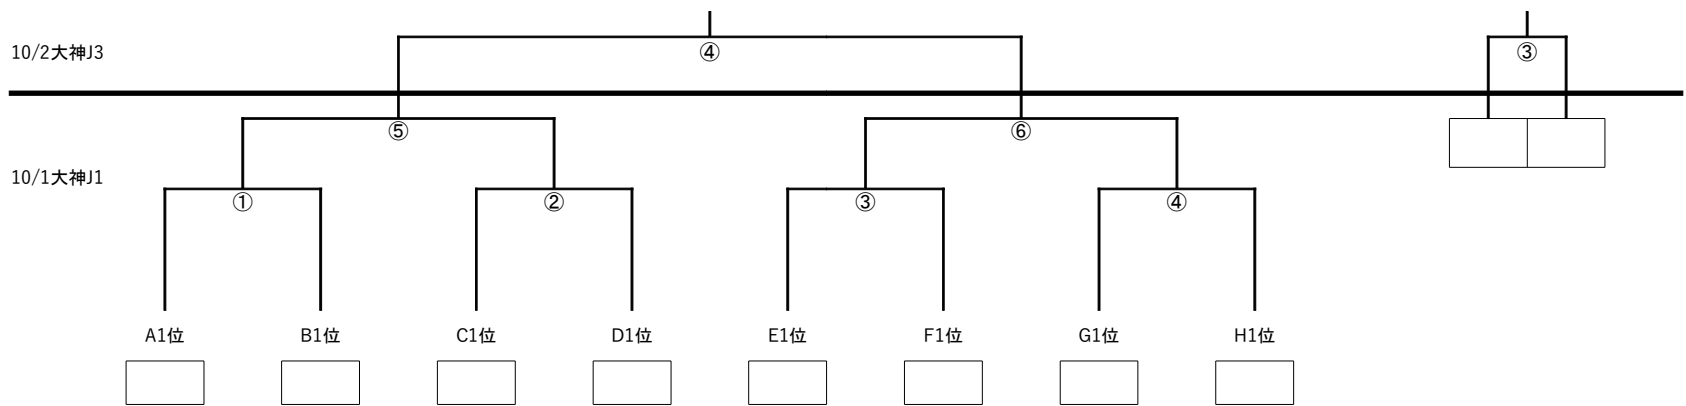 10/2大神J3
④
③
⑤
⑥
10/1大神J1
①
②
③
④
A1位
B1位
C1位
D1位
E1位
F1位
G1位
H1位